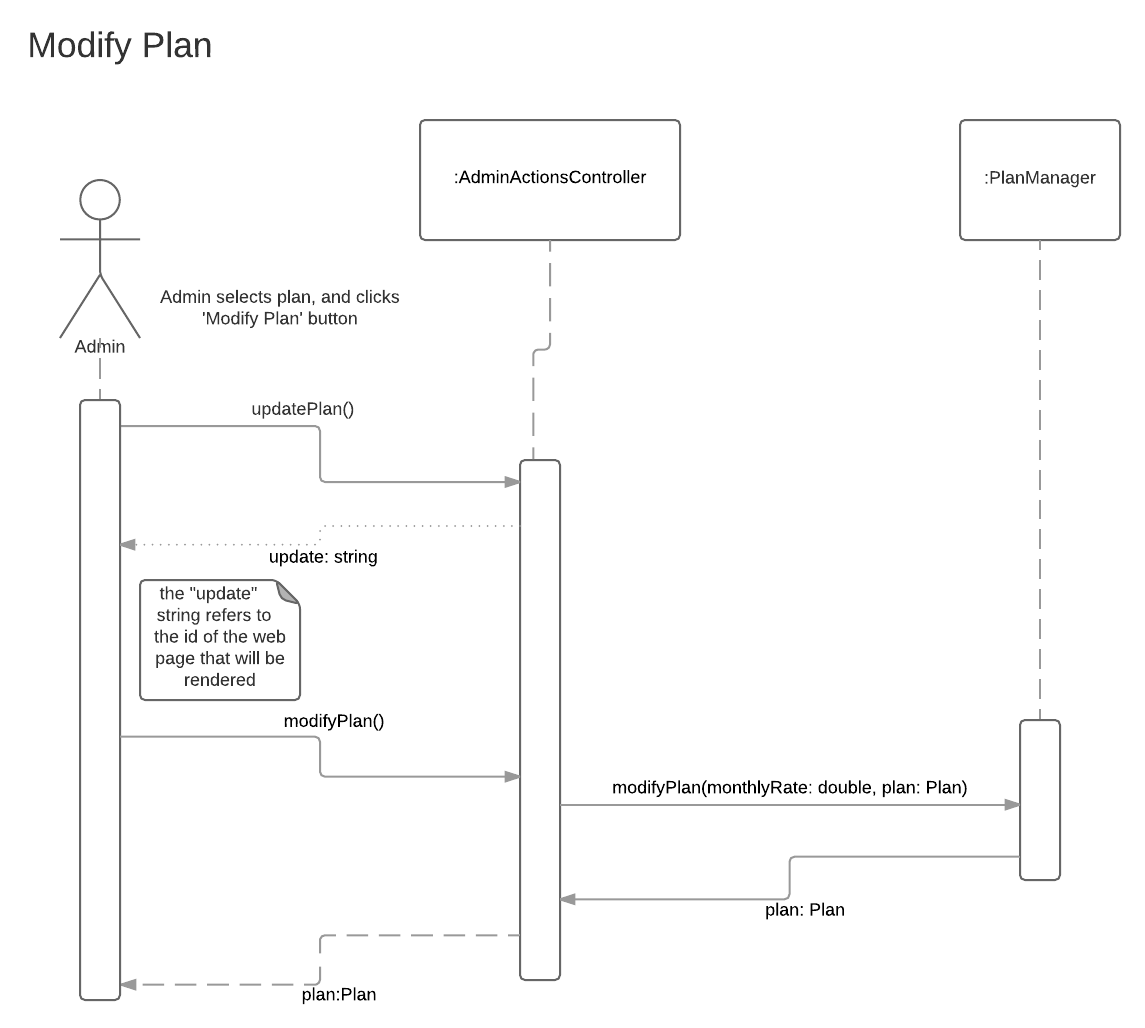 Modify Plan
:AdminActionsController
:PlanManager
Admin selects plan, and clicks
'Modify Plan' button
Admin
updatePlan()
update: string
the "update"
string refers to
the id of the web
page that will be
rendered
modifyPlan()
modifyPlan(monthlyRate: double, plan: Plan)
plan: Plan
plan:Plan